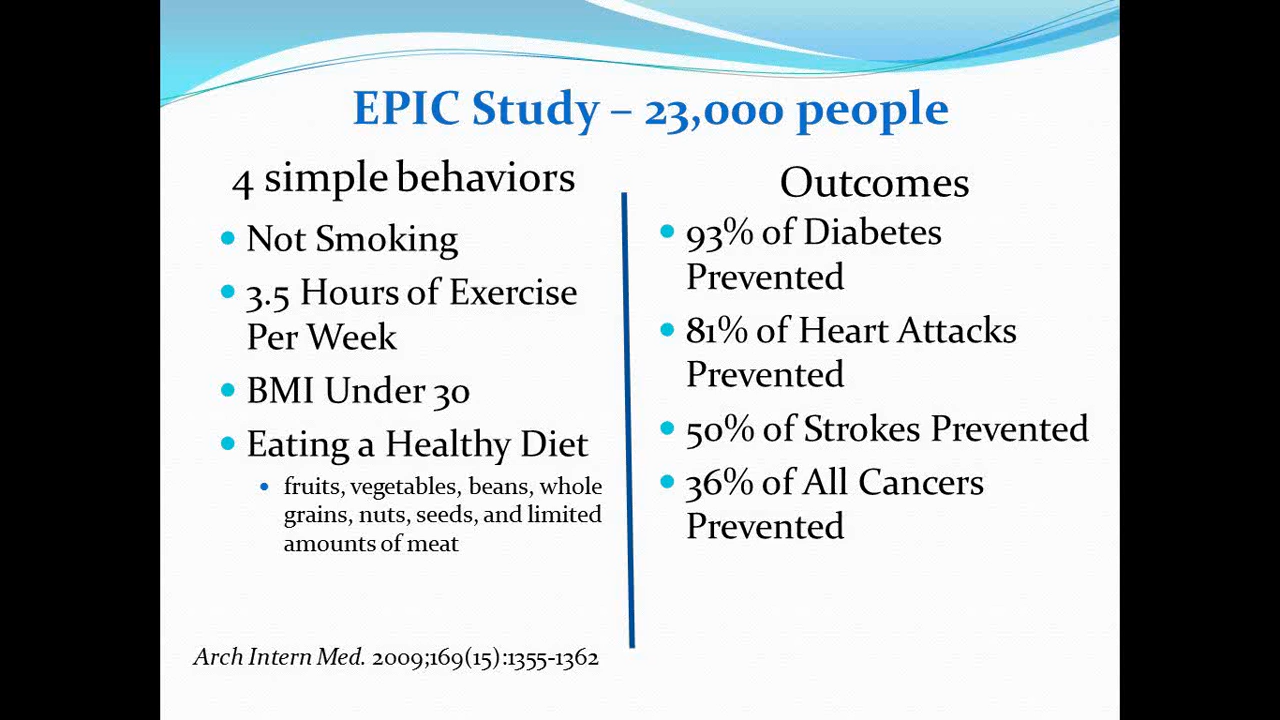 EPIC Study – 23,000 people
4 simple behaviors
• Not Smoking
• 3.5 Hours of Exercise
Per Week
• BMI Under 30
• Eating a Healthy Diet
• fruits, vegetables, beans, whole
grains, nuts, seeds, and limited
amounts of meat
Arch Intern Med. 2009;169(15):1355-1362
Outcomes
• 93% of Diabetes
Prevented
• 81% of Heart Attacks
Prevented
• 50% of Strokes Prevented
• 36% of All Cancers
Prevented